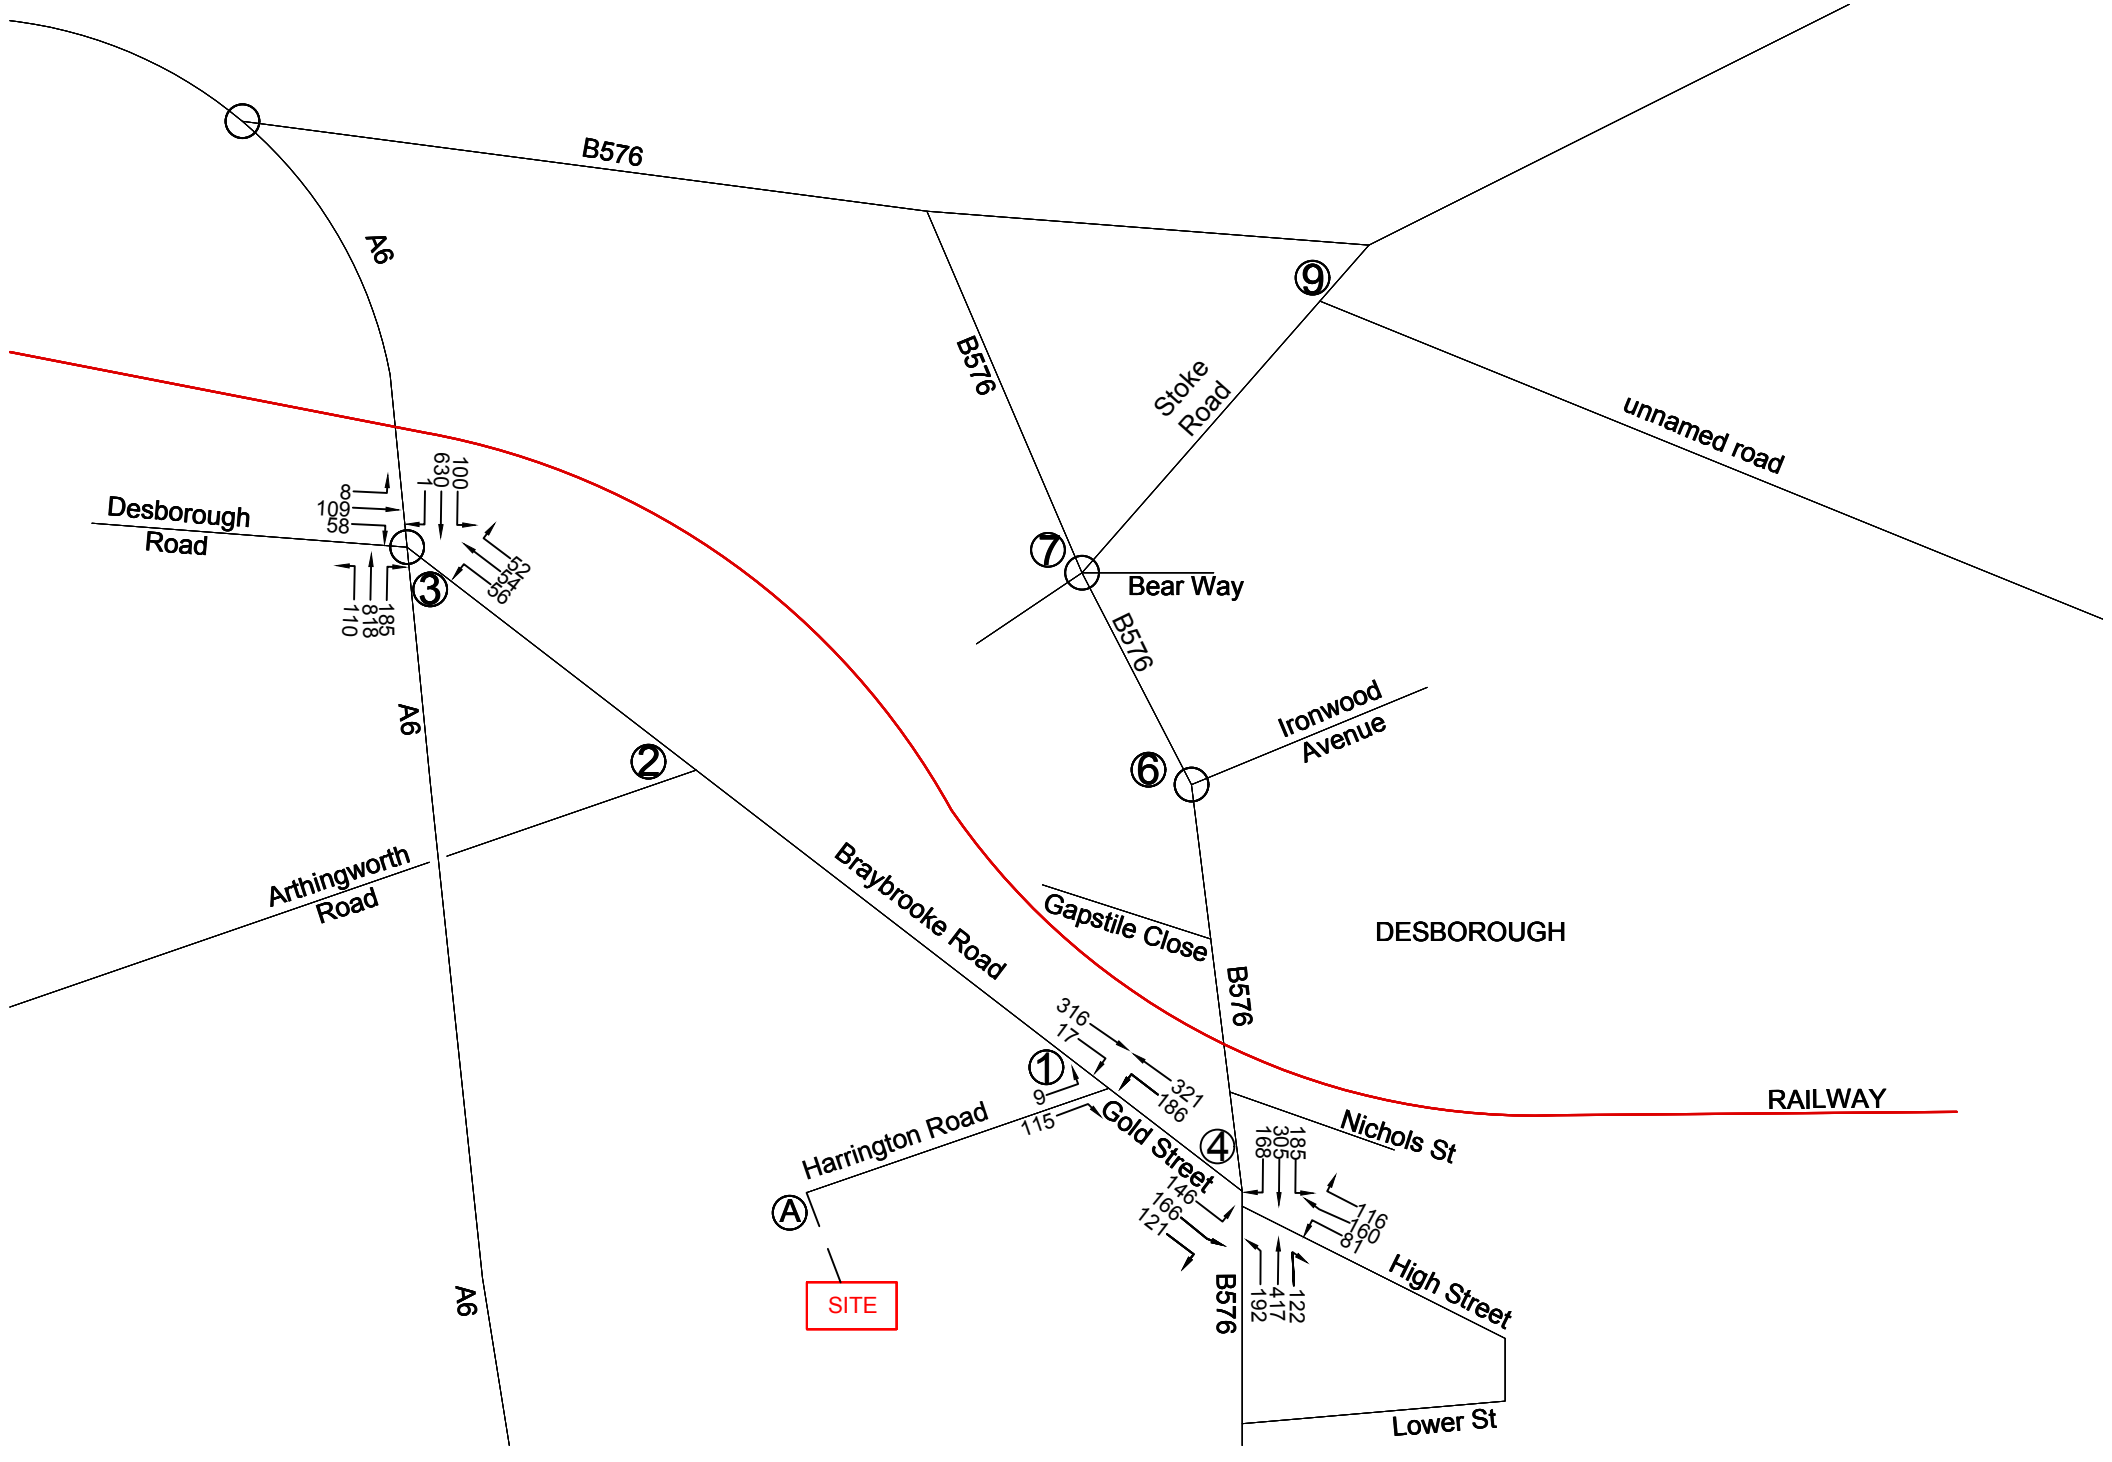 B576
A6
9
B576
Stoke
Road
unnamed road
100
630
1
8
109
58
Desborough
Road
52
54
56
3
185
818
110
7
Bear Way
B576
A6
2
6
Ironwood
Avenue
Arthingworth
Road
Braybrooke Road
Gapstile Close
DESBOROUGH
B576
316
17
1
9
115
321
186
RAILWAY
Harrington Road
Gold Street
Nichols St
4
185
305
168
A
146
166
121
116
160
81
SITE
A6
B576
192
417
122
High Street
Lower St